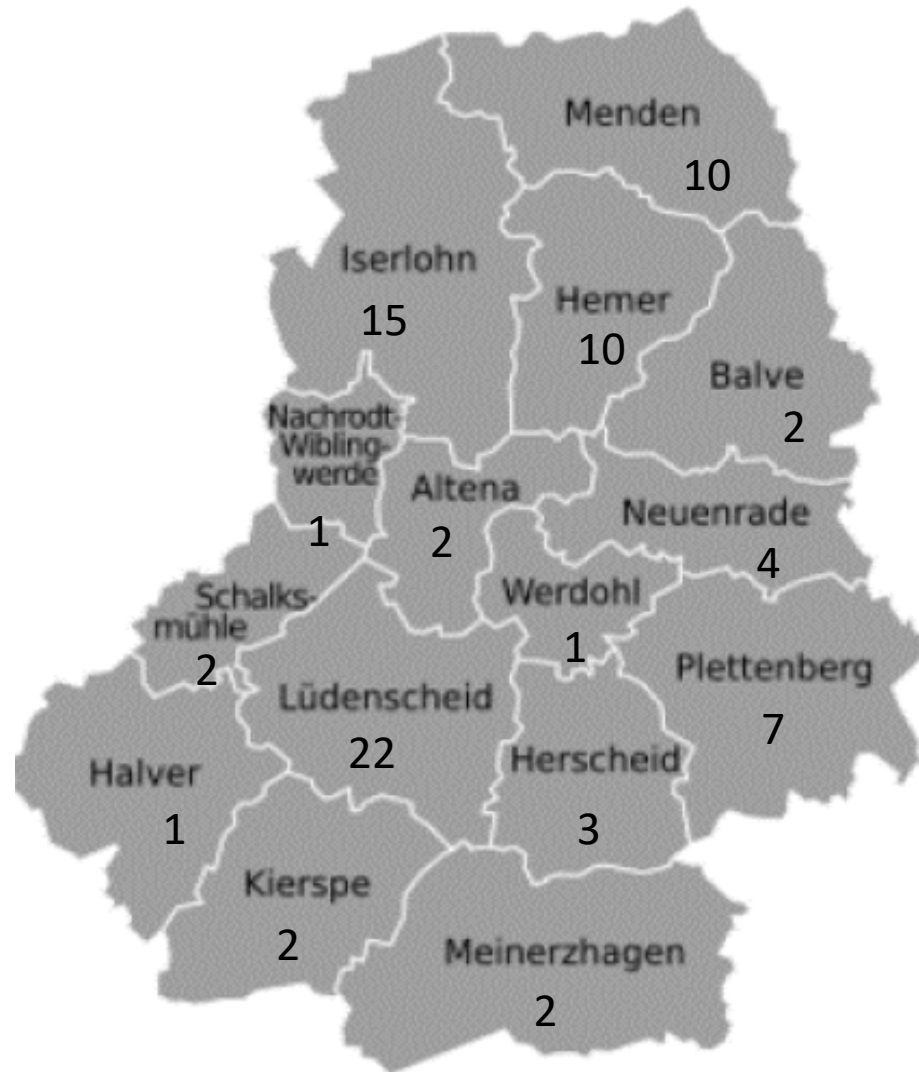 Menden
10
Iserlohn
15
Hemer
10
Balve
2
Nachrodt-
Wibling-
werde
1
Altena
2
Neuenrade
4
Werdohl
1
Schalks-
mühle
2
Plettenberg
7
Lüdenscheid
22
Herscheid
3
Halver
1
Kierspe
2
Meinerzhagen
2